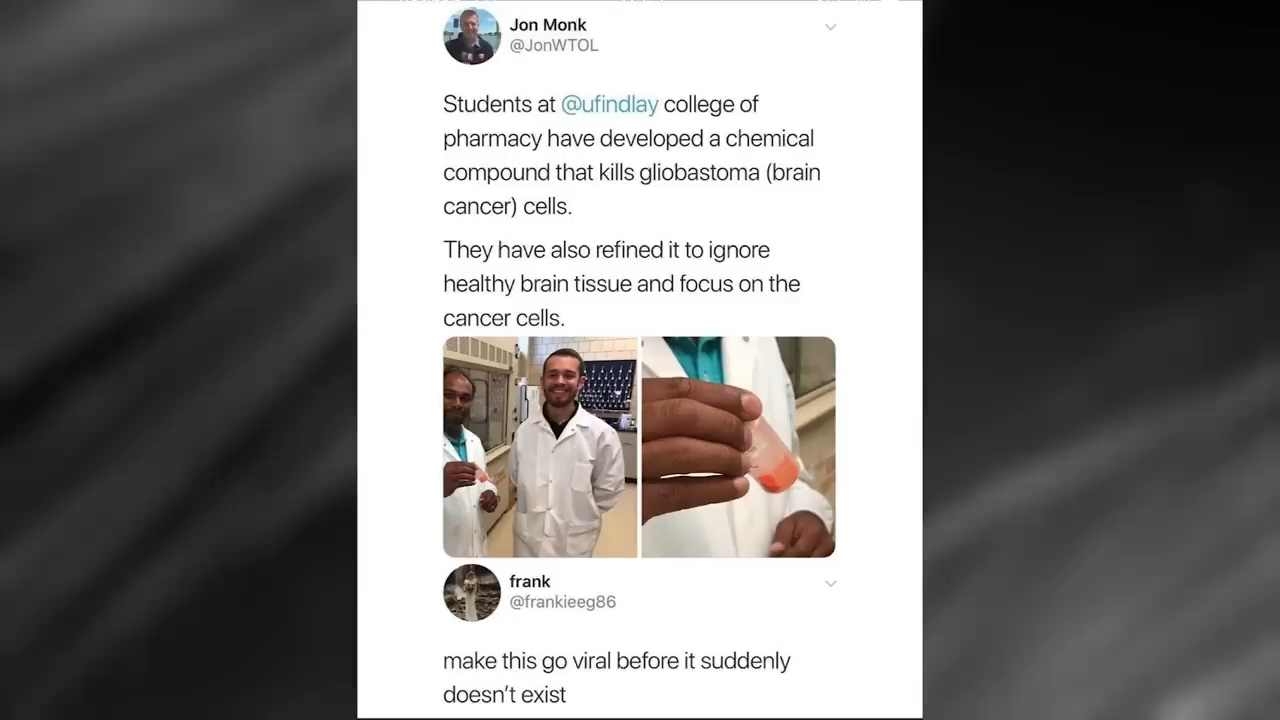 Jon Monk
@JonWTOL
Students at @ufindlay college of
pharmacy have developed a chemical
compound that kills gliobastoma (brain
cancer) cells.
They have also refined it to ignore
healthy brain tissue and focus on the
cancer cells.
frank
@frankieeg86
make this go viral before it suddenly
doesn't exist